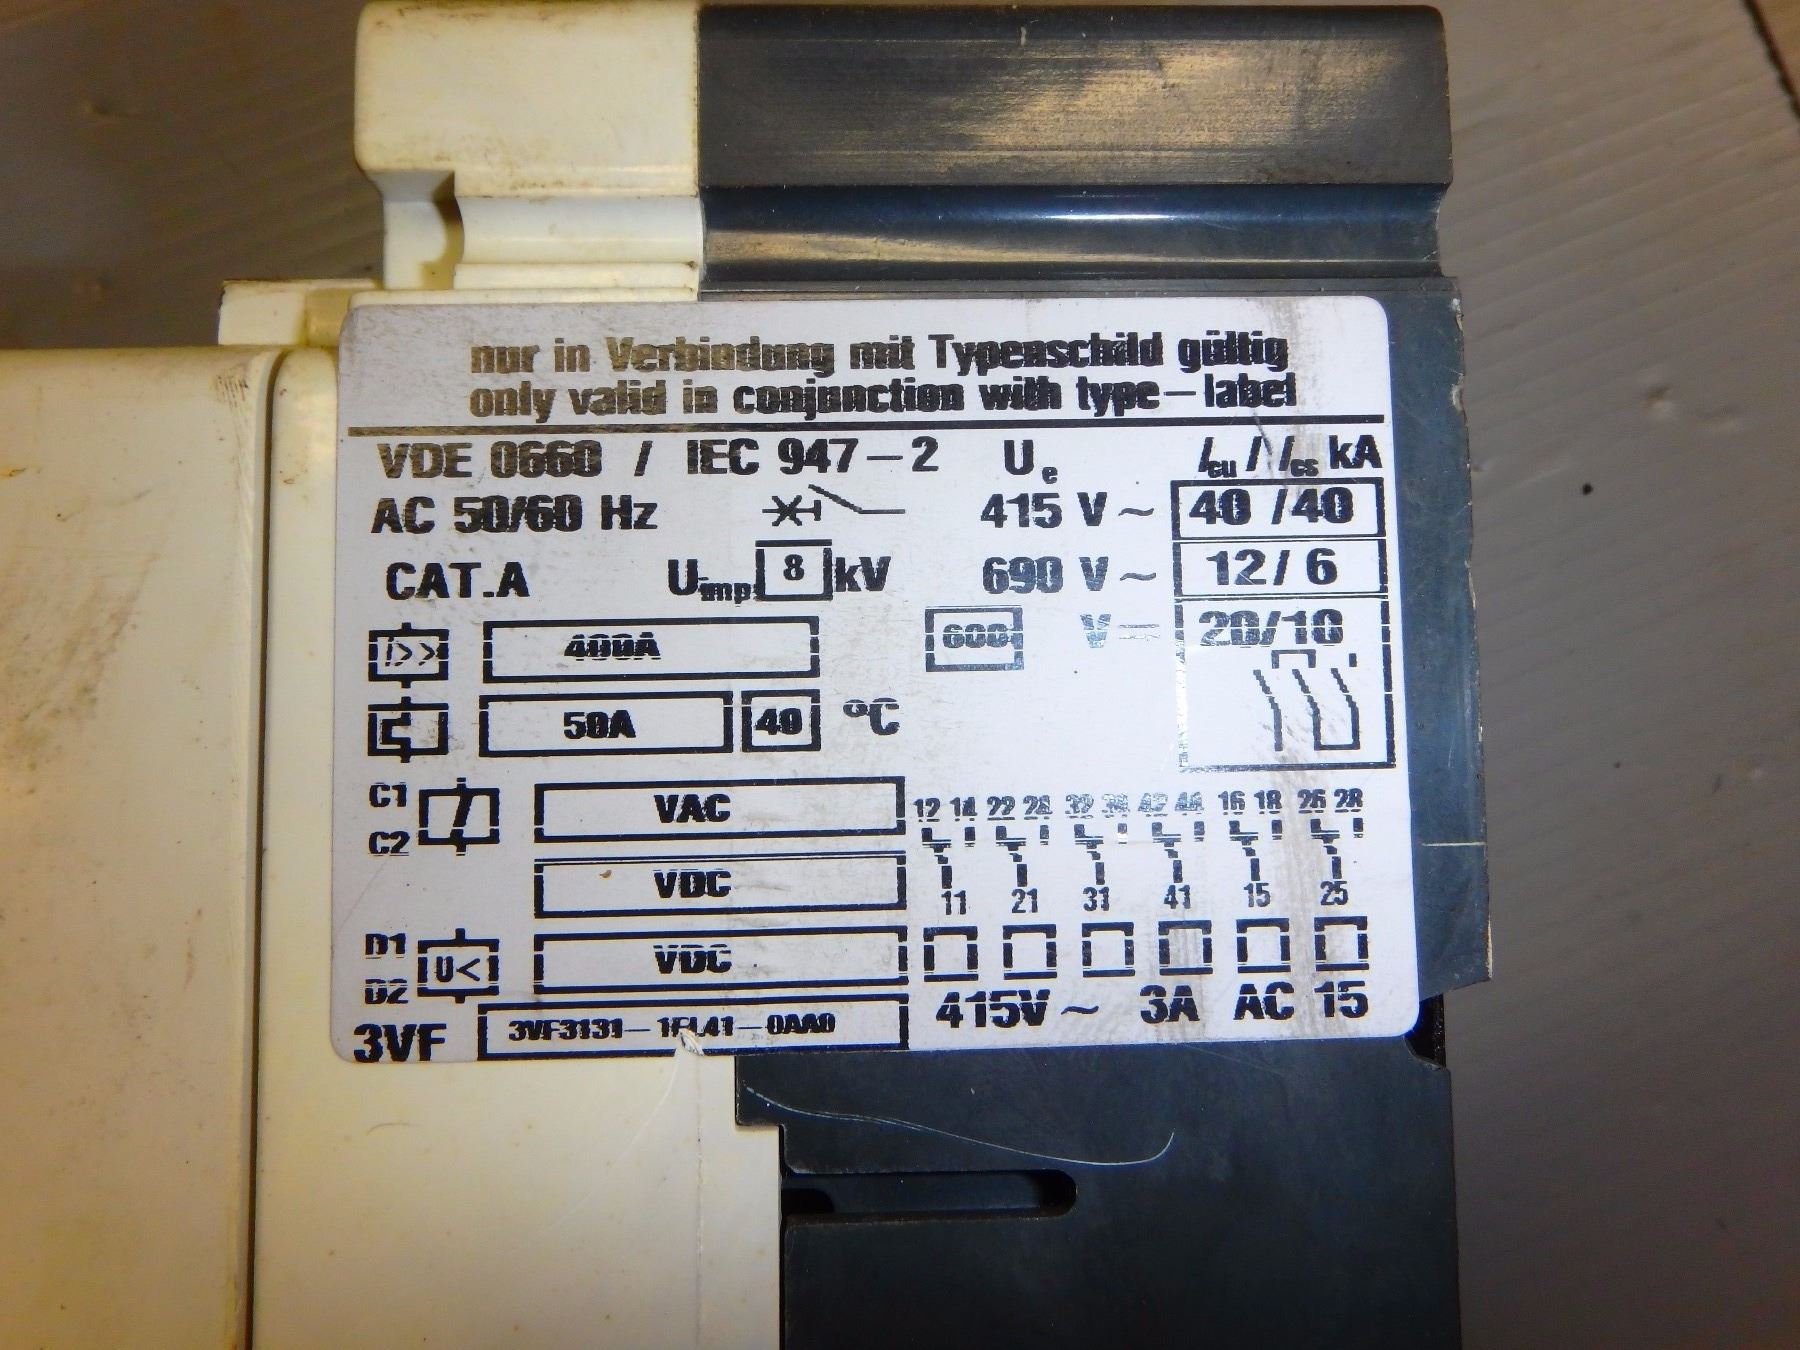 nur in Verbindung mit Typenschild gültig
only valid in conjunction with type-label
VDE 0660 / IEC 947-2 Ue Icu / Ics kA
AC 50/60 Hz 415 V ~ 40 /40
CAT.A Uimp 8 kV 690 V ~ 12/ 6
I>> 400A 600 V 20/10
50A 40 °C
C1 VAC 12 14 22 24 32 34 42 44 16 18 26 28
C2 VDC 11 21 31 41 15 25
D1 U< VDC
D2
415V ~ 3A AC 15
3VF 3VF3131-1FL41-0AA0